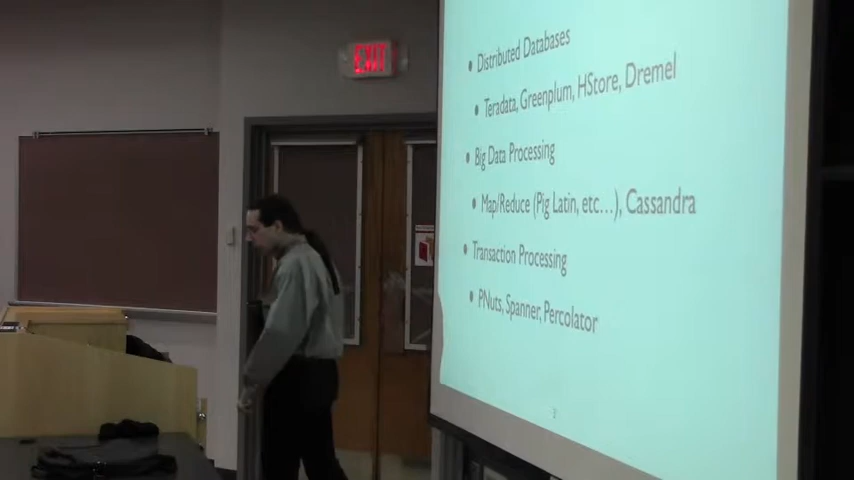 EXIT
• Distributed Databases
• Teradata, Greenplum, HStore, Dremel
• Big Data Processing
• Map/Reduce (Pig Latin, etc...), Cassandra
• Transaction Processing
• PNuts, Spanner, Percolator